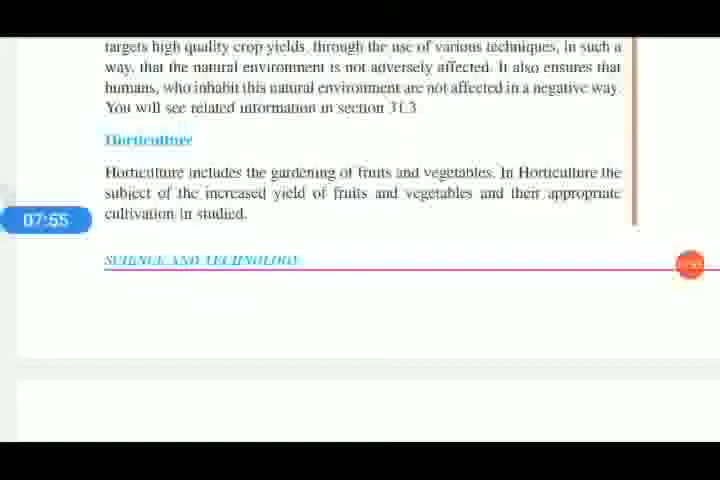 targets high quality crop yields, through the use of various techniques, in such a
way, that the natural environment is not adversely affected. It also ensures that
humans, who inhabit this natural environment are not affected in a negative way.
You will see related information in section 31.3
Horticulture
Horticulture includes the gardening of fruits and vegetables. In Horticulture the
subject of the increased yield of fruits and vegetables and their appropriate
cultivation in studied.
07:55
SCIENCE AND TECHNOLOGY